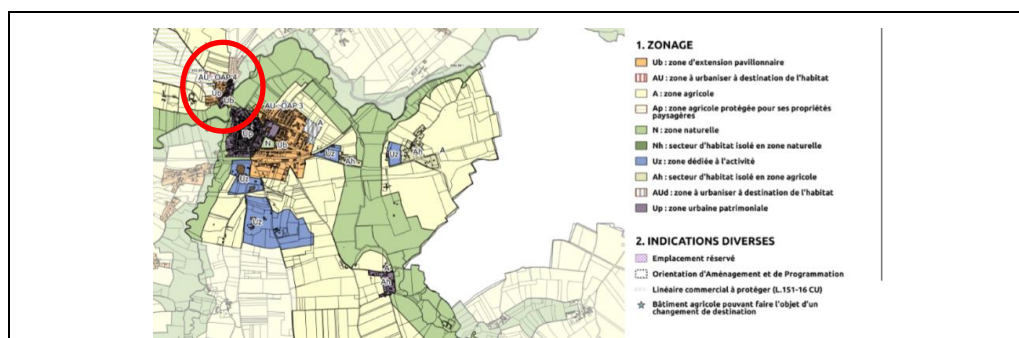 AU - OAP 4
Ub
Ub
AU - OAP 3
A
Up
N
Ub
Uz
Ah
Uz
Ah
A
Uz
Uz
A
Ah
1. ZONAGE
Ub : zone d'extension pavillonnaire
AU : zone à urbaniser à destination de l'habitat
A : zone agricole
Ap : zone agricole protégée pour ses propriétés
paysagères
N : zone naturelle
Nh : secteur d'habitat isolé en zone naturelle
Uz : zone dédiée à l'activité
Ah : secteur d'habitat isolé en zone agricole
AUd : zone à urbaniser à destination de l'habitat
Up : zone urbaine patrimoniale
2. INDICATIONS DIVERSES
Emplacement réservé
Orientation d'Aménagement et de Programmation
Linéaire commercial à protéger (L.151-16 CU)
Bâtiment agricole pouvant faire l'objet d'un
changement de destination